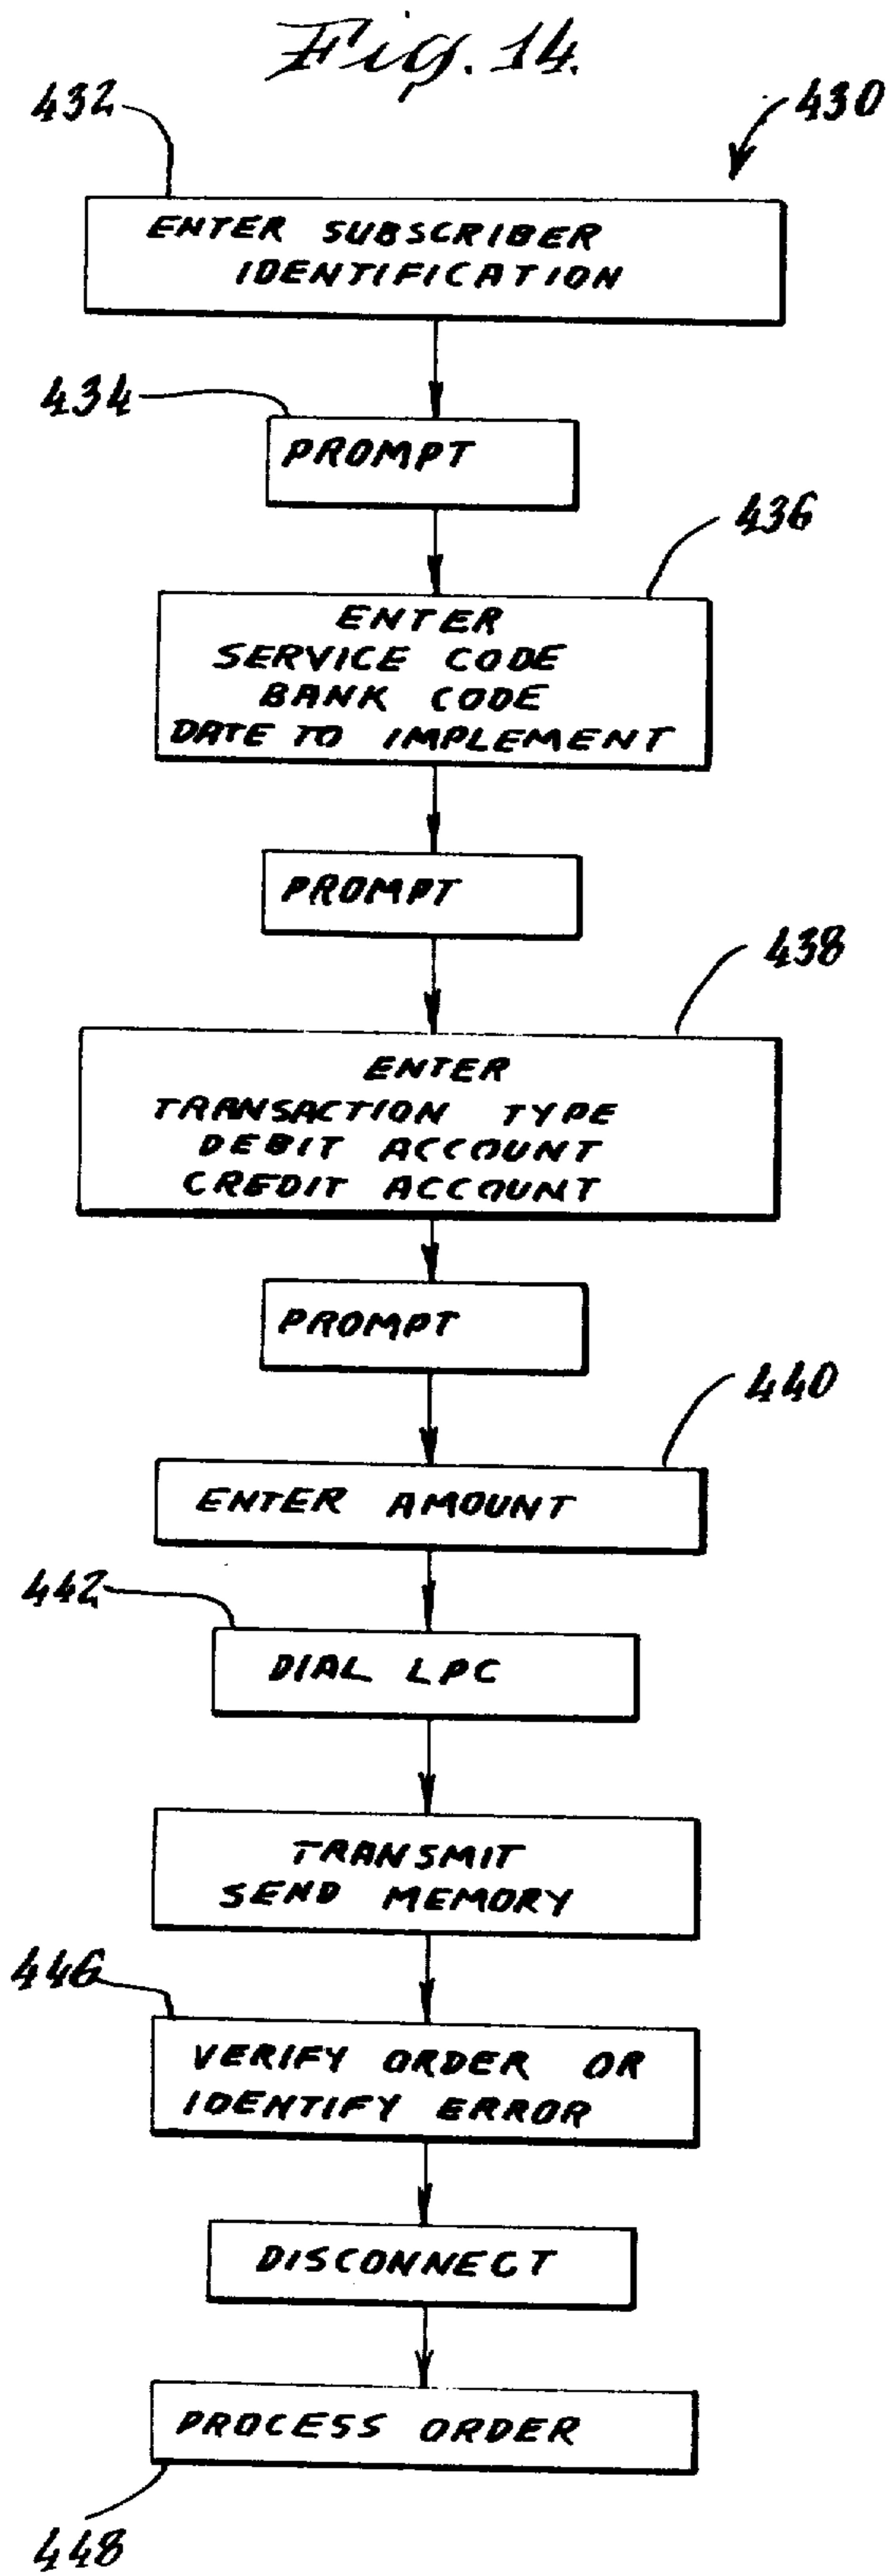 Fig. 14.
432
430
ENTER SUBSCRIBER
IDENTIFICATION
434
PROMPT
436
ENTER
SERVICE CODE
BANK CODE
DATE TO IMPLEMENT
PROMPT
438
ENTER
TRANSACTION TYPE
DEBIT ACCOUNT
CREDIT ACCOUNT
PROMPT
440
ENTER AMOUNT
442
DIAL LPC
TRANSMIT
SEND MEMORY
446
VERIFY ORDER OR
IDENTIFY ERROR
DISCONNECT
PROCESS ORDER
448